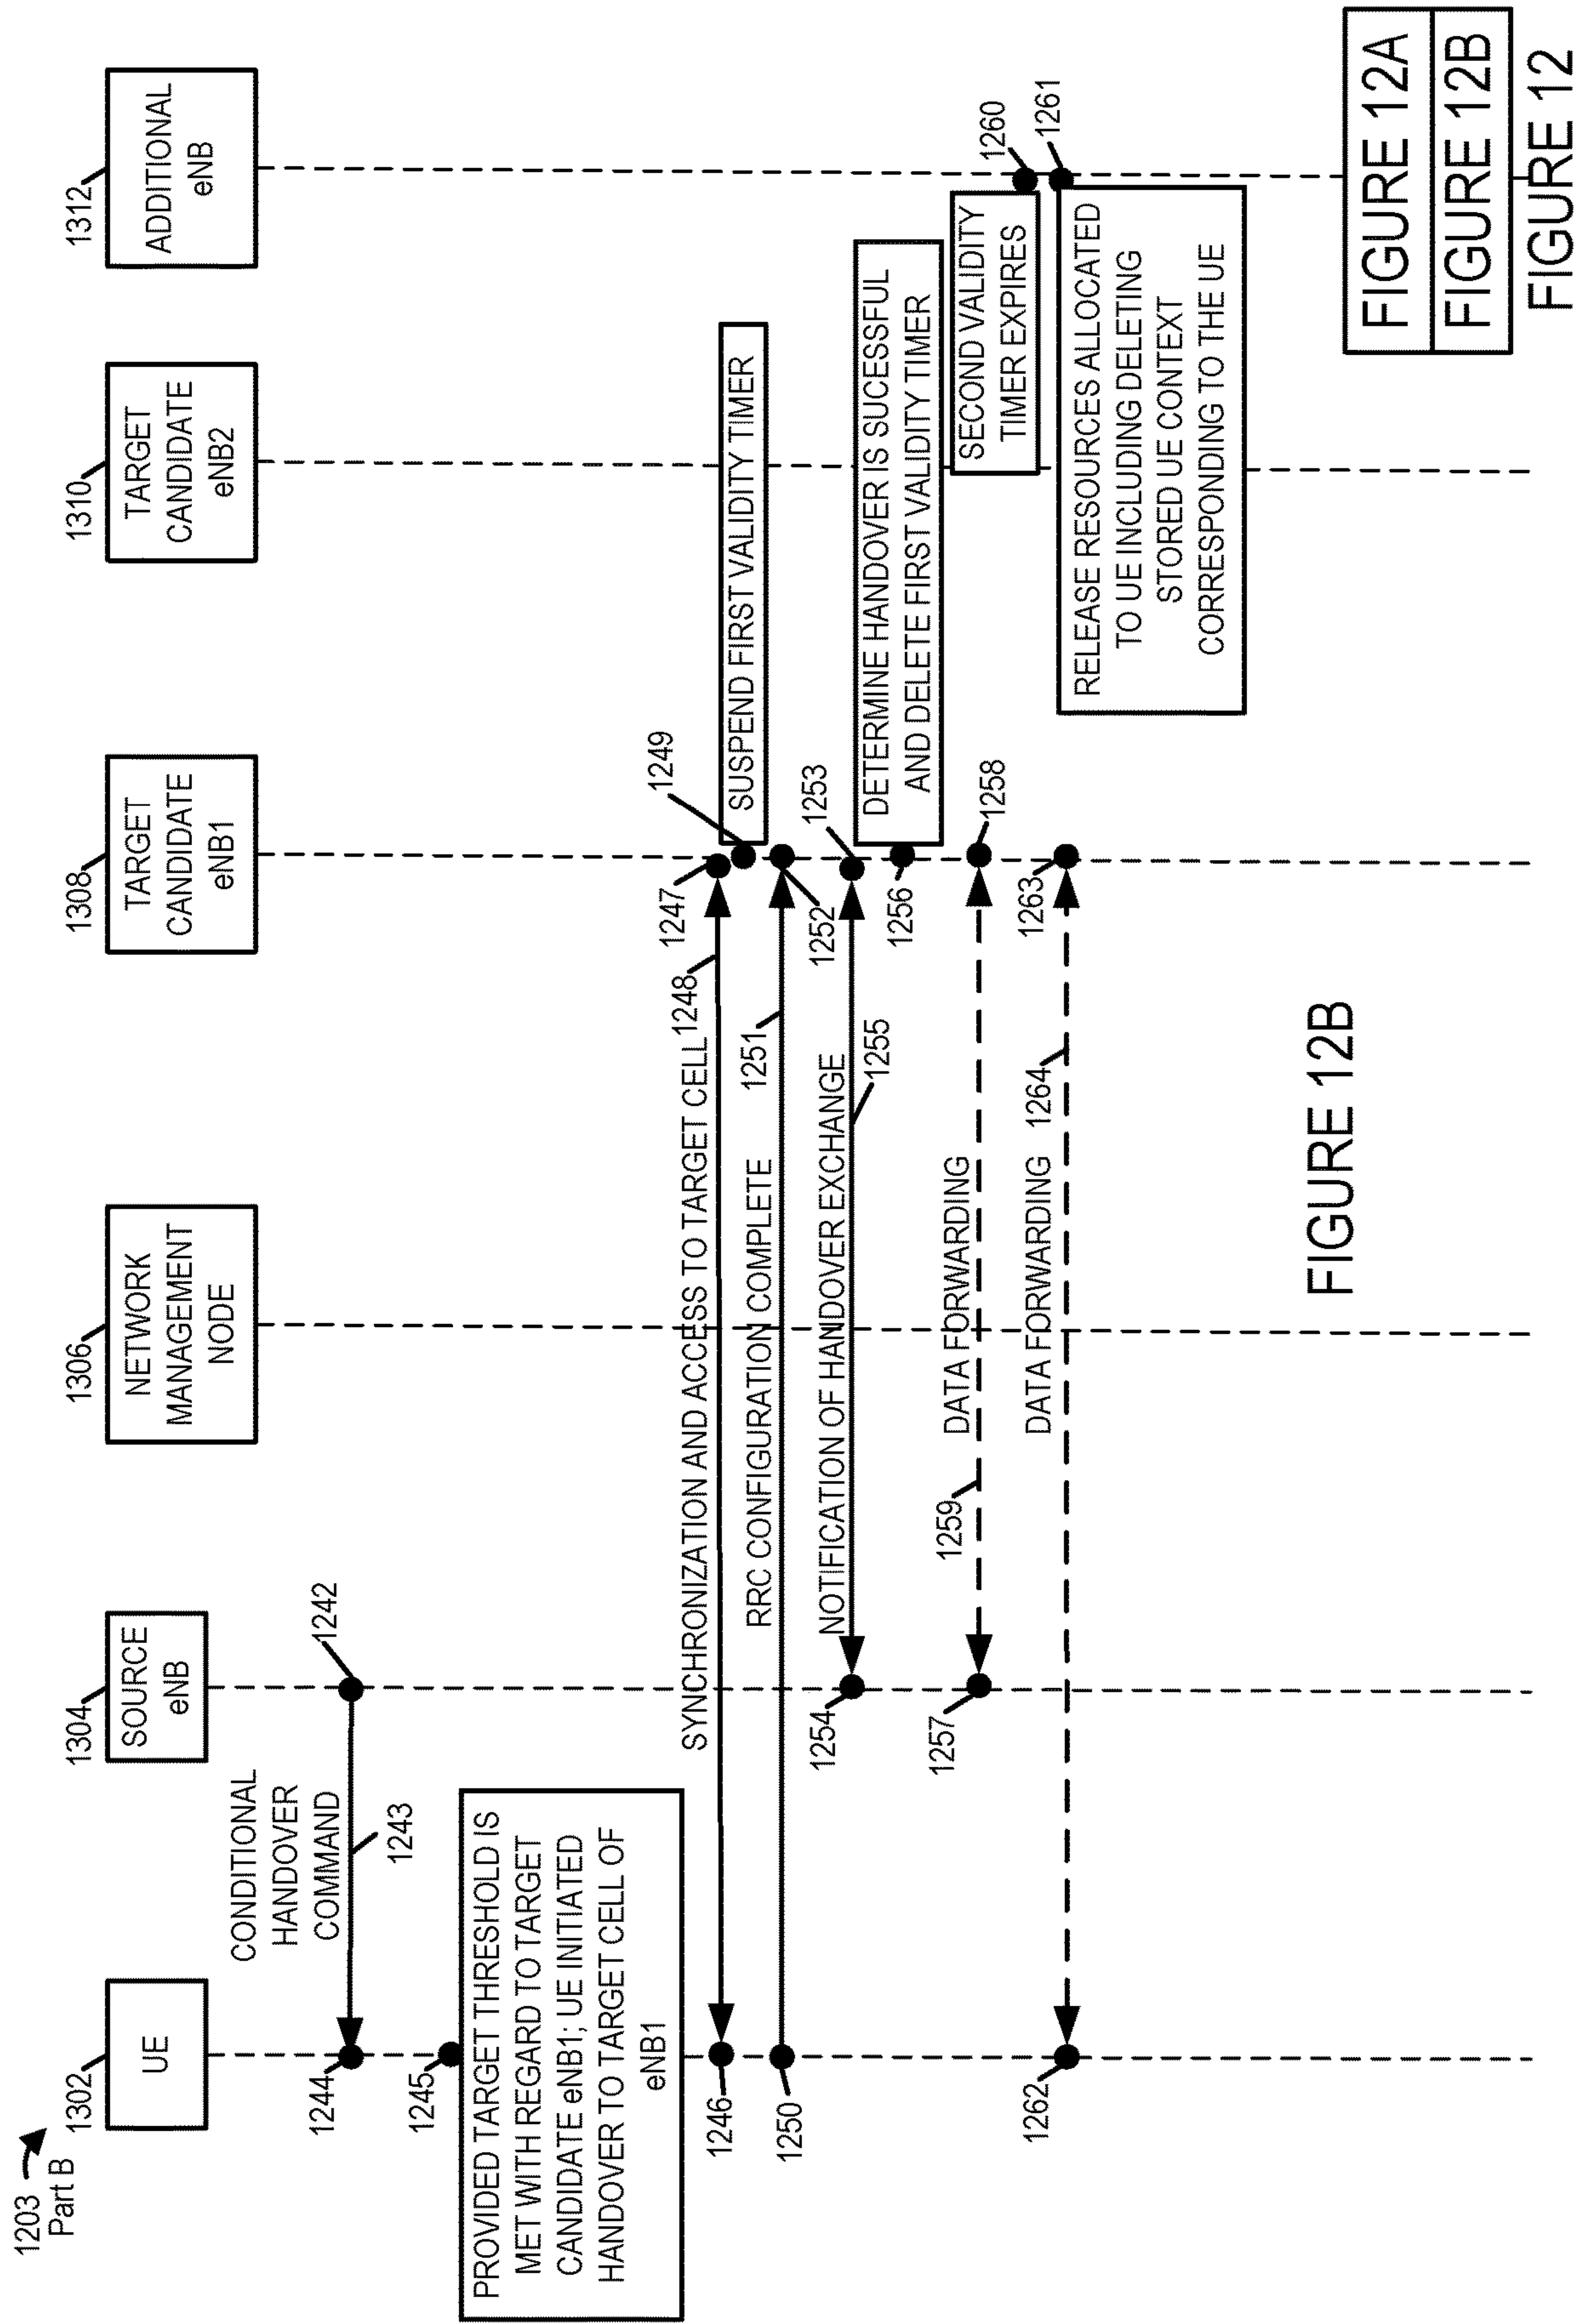 1203
Part B
1302
UE
1304
SOURCE
eNB
1306
NETWORK
MANAGEMENT
NODE
1308
TARGET
CANDIDATE
eNB1
1310
TARGET
CANDIDATE
eNB2
1312
ADDITIONAL
eNB
CONDITIONAL
HANDOVER
COMMAND
1242
1243
1244
1245
PROVIDED TARGET THRESHOLD IS
MET WITH REGARD TO TARGET
CANDIDATE eNB1; UE INITIATED
HANDOVER TO TARGET CELL OF
eNB1
SYNCHRONIZATION AND ACCESS TO TARGET CELL
1246
1247
1248
1249
SUSPEND FIRST VALIDITY TIMER
RRC CONFIGURATION COMPLETE
1250
1251
1252
NOTIFICATION OF HANDOVER EXCHANGE
1253
1254
1255
DETERMINE HANDOVER IS SUCESSFUL
AND DELETE FIRST VALIDITY TIMER
1256
DATA FORWARDING
1257
1258
1259
SECOND VALIDITY
TIMER EXPIRES
1260
1261
RELEASE RESOURCES ALLOCATED
TO UE INCLUDING DELETING
STORED UE CONTEXT
CORRESPONDING TO THE UE
DATA FORWARDING
1262
1263
1264
FIGURE 12B
FIGURE 12A
FIGURE 12B
FIGURE 12